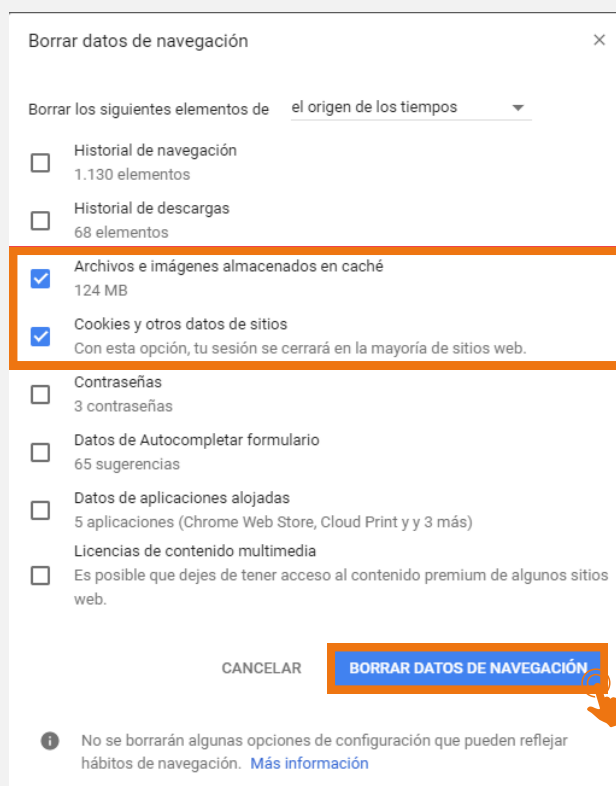 Borrar datos de navegación
Borrar los siguientes elementos de el origen de los tiempos
Historial de navegación
1.130 elementos
Historial de descargas
68 elementos
Archivos e imágenes almacenados en caché
124 MB
Cookies y otros datos de sitios
Con esta opción, tu sesión se cerrará en la mayoría de sitios web.
Contraseñas
3 contraseñas
Datos de Autocompletar formulario
65 sugerencias
Datos de aplicaciones alojadas
5 aplicaciones (Chrome Web Store, Cloud Print y y 3 más)
Licencias de contenido multimedia
Es posible que dejes de tener acceso al contenido premium de algunos sitios
web.
CANCELAR BORRAR DATOS DE NAVEGACIÓN
No se borrarán algunas opciones de configuración que pueden reflejar
hábitos de navegación. Más información